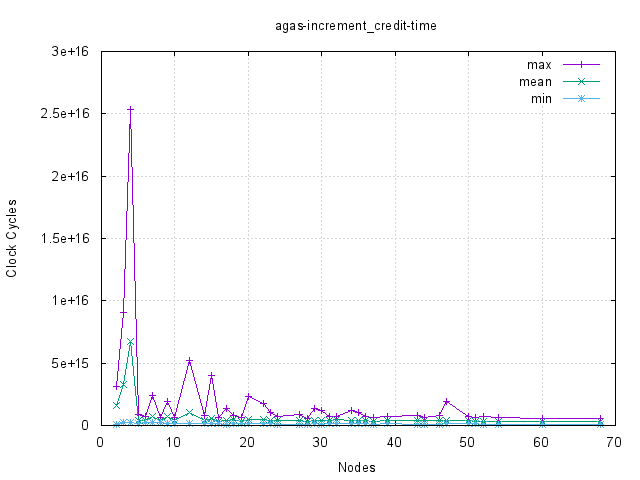 agas-increment_credit-time
3e+16
2.5e+16
2e+16
1.5e+16
1e+16
5e+15
0
Clock Cycles
max
mean
min
0 10 20 30 40 50 60 70
Nodes